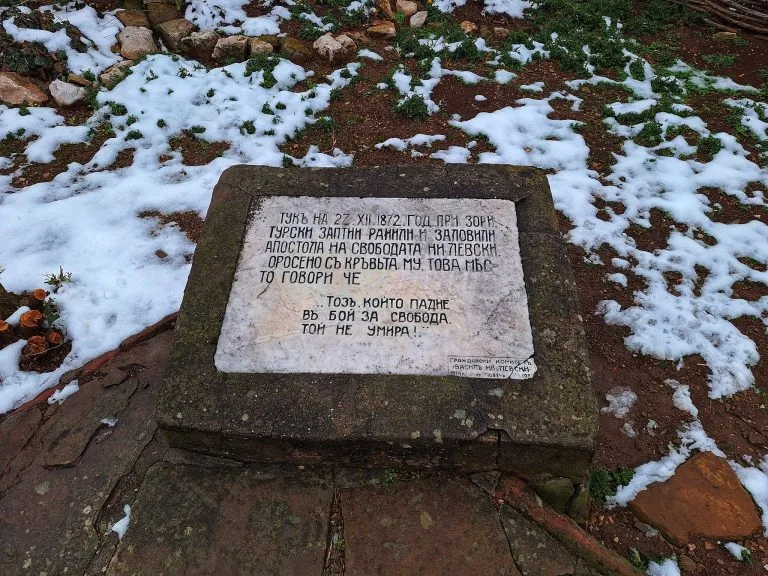 ТУКЪ НА 27 XII 1872 ГОД ПРИ ЗОРИ
ТУРСКИ ЗАПТИИ РАНИЛИ И ЗАЛОВИЛИ
АПОСТОЛА НА СВОБОДАТА НИ ЛЕВСКИ.
ОРОСЕНО СЪ КРЪВЬТА МУ, ТОВА МѢС-
ТО ГОВОРИ ЧЕ
„ТОЗЪ, КОЙТО ПАДНЕ
ВЪ БОЙ ЗА СВОБОДА,
ТОЙ НЕ УМИРА!“
ГРАЖДАНСКИ КОМИТЕТЪ
„ВАСИЛЪ ИВ. ЛЕВСКИ“